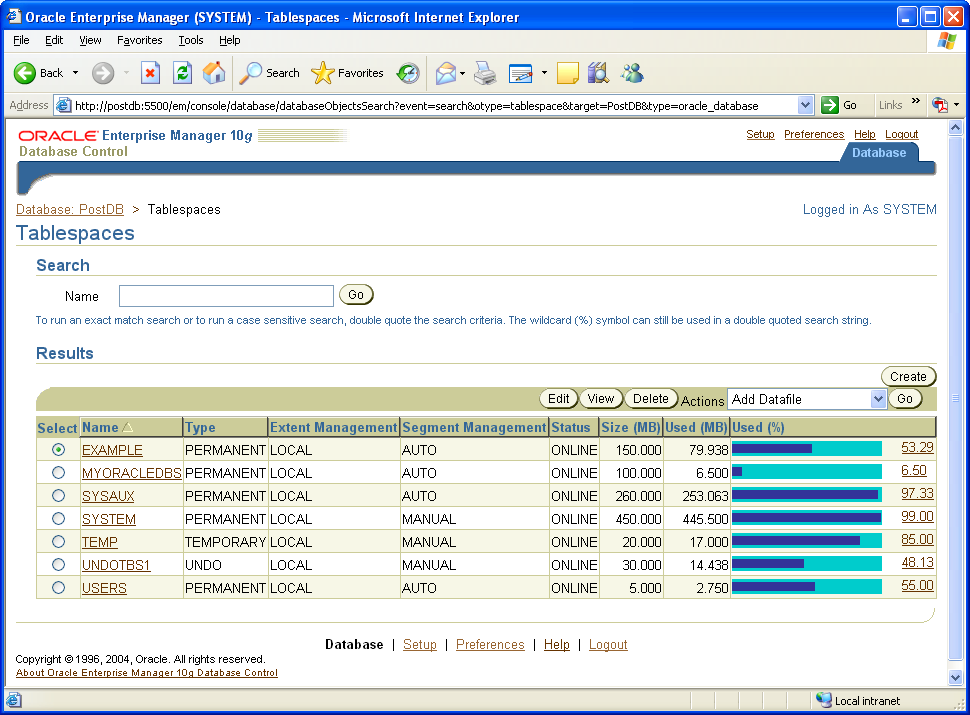 Oracle Enterprise Manager (SYSTEM) - Tablespaces - Microsoft Internet Explorer
File Edit View Favorites Tools Help
Back Search Favorites
Address http://postdb:5500/em/console/database/databaseObjectsSearch?event=search&otype=tablespace&target=PostDB&type=oracle_database Go Links »
ORACLE Enterprise Manager 10g
Setup Preferences Help Logout
Database Control
Database
Database: PostDB > Tablespaces
Logged in As SYSTEM
Tablespaces
Search
Name Go
To run an exact match search or to run a case sensitive search, double quote the search criteria. The wildcard (%) symbol can still be used in a double quoted search string.
Results
Create
Edit View Delete Actions Add Datafile Go
Select Name Type Extent Management Segment Management Status Size (MB) Used (MB) Used (%)
EXAMPLE PERMANENT LOCAL AUTO ONLINE 150.000 79.938 53.29
MYORACLEDBS PERMANENT LOCAL AUTO ONLINE 100.000 6.500 6.50
SYSAUX PERMANENT LOCAL AUTO ONLINE 260.000 253.063 97.33
SYSTEM PERMANENT LOCAL MANUAL ONLINE 450.000 445.500 99.00
TEMP TEMPORARY LOCAL MANUAL ONLINE 20.000 17.000 85.00
UNDOTBS1 UNDO LOCAL MANUAL ONLINE 30.000 14.438 48.13
USERS PERMANENT LOCAL AUTO ONLINE 5.000 2.750 55.00
Database | Setup | Preferences | Help | Logout
Copyright © 1996, 2004, Oracle. All rights reserved.
About Oracle Enterprise Manager 10g Database Control
Local intranet